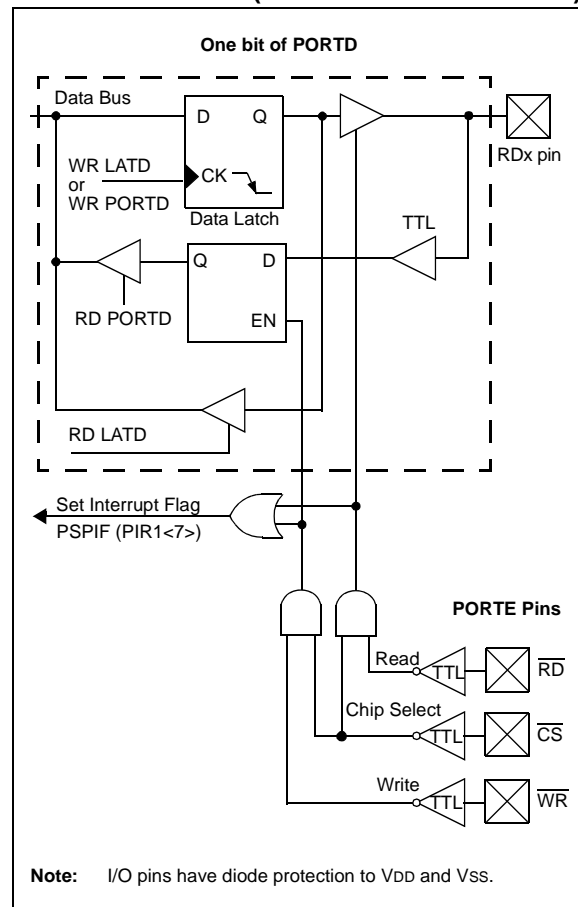 One bit of PORTD
Data Bus
D Q
WR LATD
or
WR PORTD
CK
Data Latch
RDx pin
TTL
Q D
EN
RD PORTD
RD LATD
Set Interrupt Flag
PSPIF (PIR1<7>)
PORTE Pins
Read
TTL
RD
Chip Select
TTL
CS
Write
TTL
WR
Note: I/O pins have diode protection to VDD and VSS.